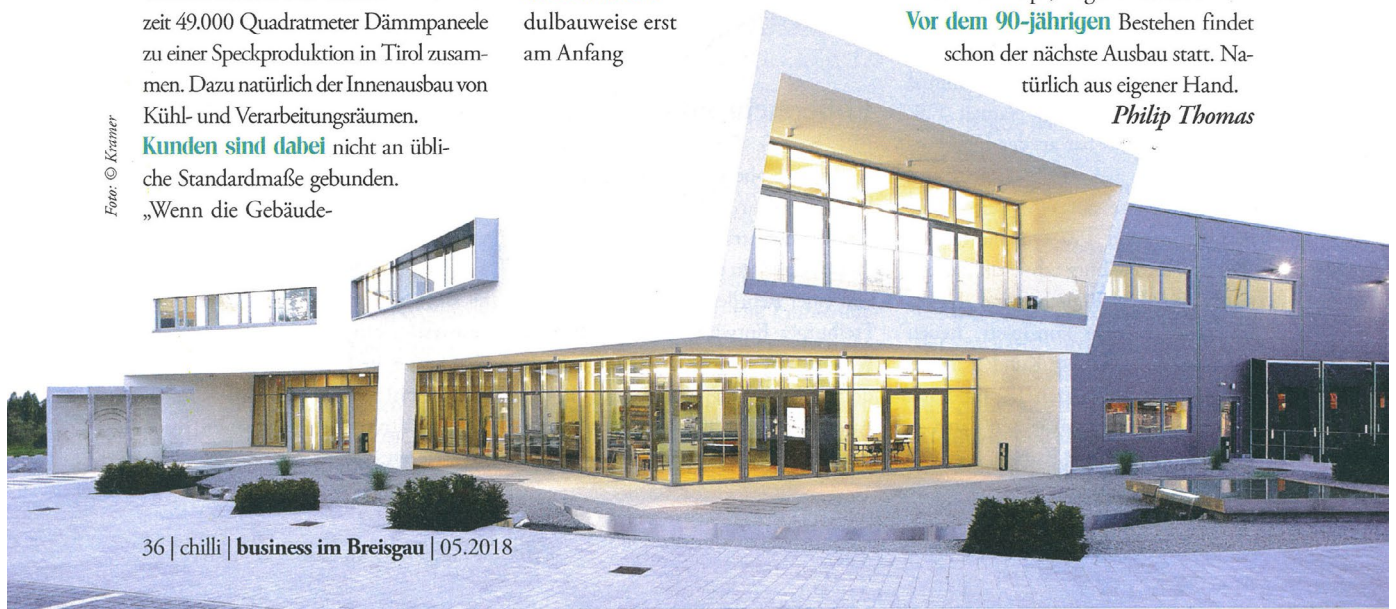 zeit 49.000 Quadratmeter Dämmpaneele
zu einer Speckproduktion in Tirol zusam-
men. Dazu natürlich der Innenausbau von
Kühl- und Verarbeitungsräumen.
Kunden sind dabei nicht an übli-
che Standardmaße gebunden.
„Wenn die Gebäude-
dulbauweise erst
am Anfang
Vor dem 90-jährigen Bestehen findet
schon der nächste Ausbau statt. Na-
türlich aus eigener Hand.
Philip Thomas
Foto: © Kramer
36 | chilli | business im Breisgau | 05.2018